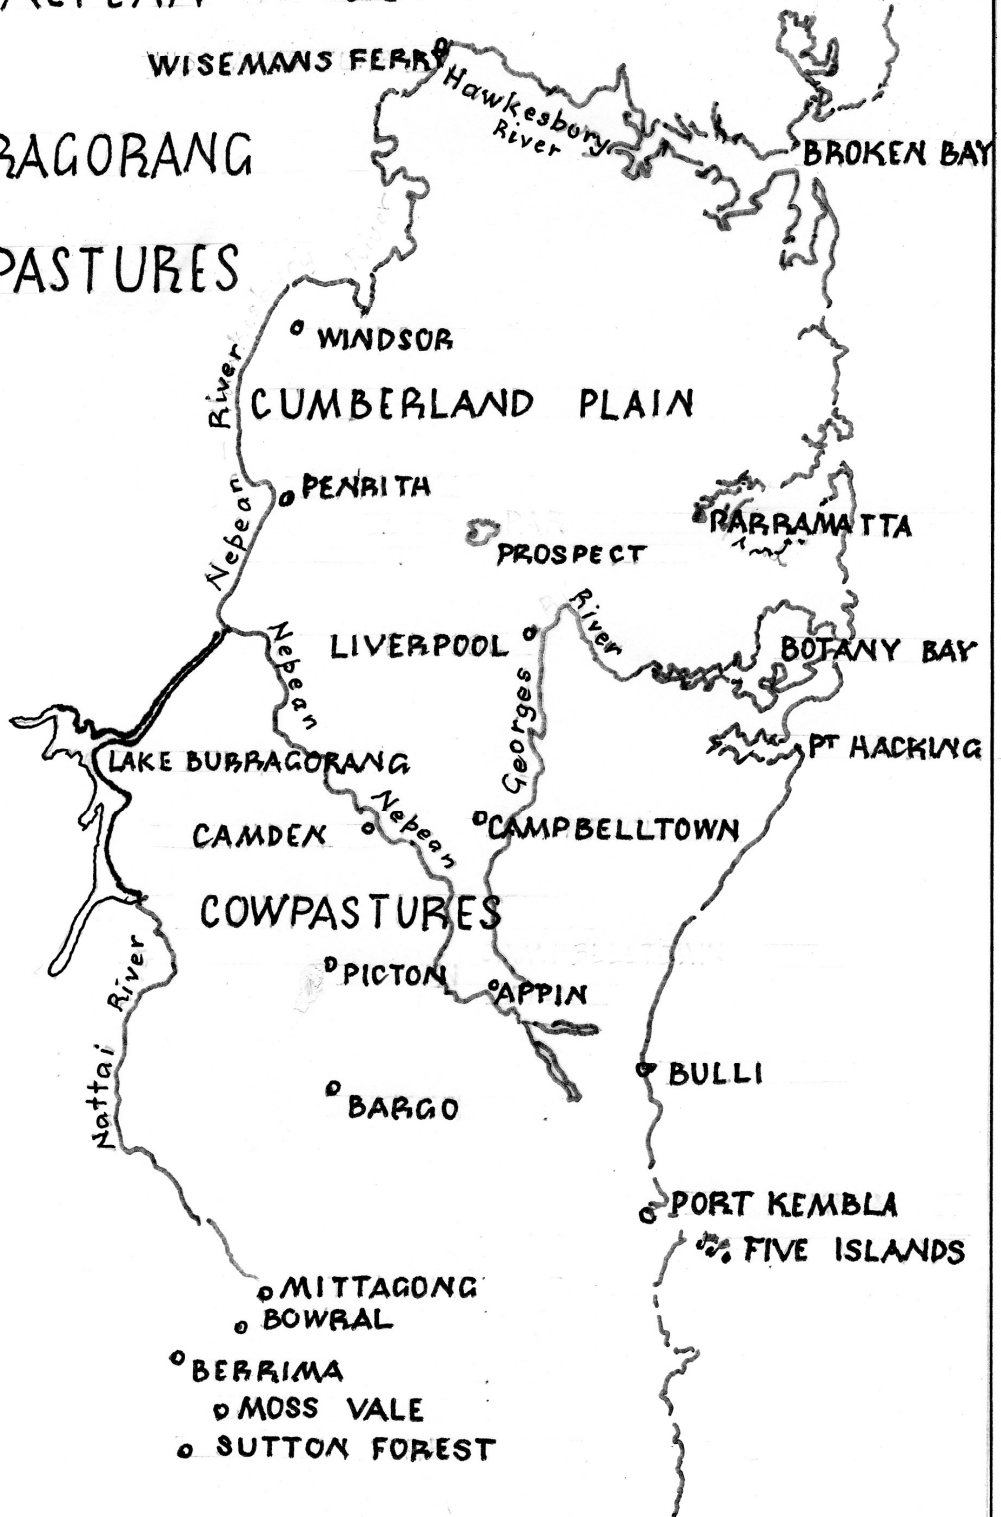 WISEMANS FERRY
Hawkesbury
River
BROKEN BAY
RAGORANG
PASTURES
WINDSOR
Nepean River
CUMBERLAND PLAIN
PENRITH
PARRAMATTA
PROSPECT
River
Nepean
LIVERPOOL
BOTANY BAY
Georges
PT HACKING
LAKE BURRAGORANG
Nepean
CAMDEN
CAMPBELLTOWN
COWPASTURES
Nattai River
PICTON
APPIN
BULLI
BARGO
PORT KEMBLA
FIVE ISLANDS
MITTAGONG
BOWRAL
BERRIMA
MOSS VALE
SUTTON FOREST